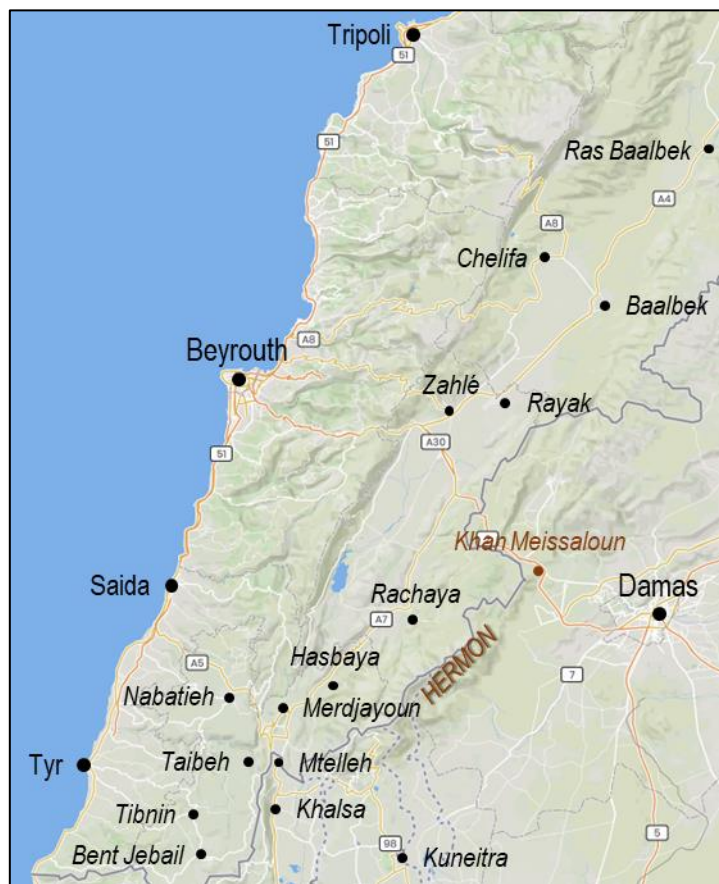 Tripoli
51
51
Ras Baalbek
A4
A8
Chelifa
Baalbek
A8
Beyrouth
Zahlé
Rayak
A30
51
Khan Meissaloun
Saida
Damas
Rachaya
A7
A5
Hasbaya
HERMON
7
Nabatieh
Merdjayoun
Tyr
Taibeh
Mtelleh
Tibnin
Khalsa
5
98
Bent Jebail
Kuneitra